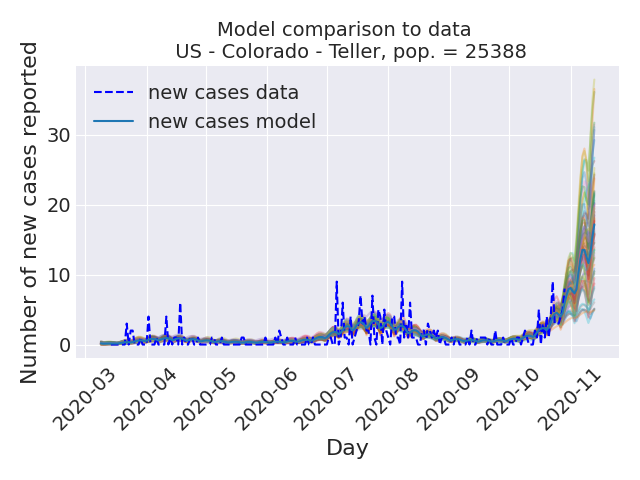 Model comparison to data
US - Colorado - Teller, pop. = 25388
new cases data
new cases model
Number of new cases reported
30
20
10
0
2020-03
2020-04
2020-05
2020-06
2020-07
2020-08
2020-09
2020-10
2020-11
Day